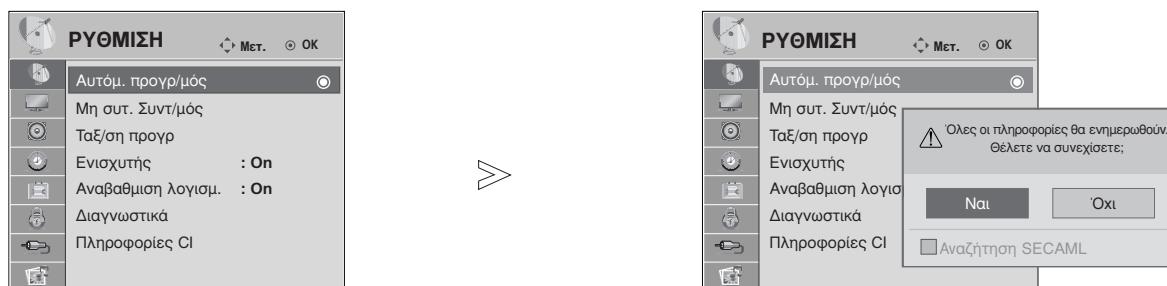 ΡΥΘΜΙΣΗ Μετ. OK
Αυτόμ. προγρ/μός
Μη συτ. Συντ/μός
Ταξ/ση προγρ
Ενισχυτής : On
Αναβαθμιση λογισμ. : On
Διαγνωστικά
Πληροφορίες CI
ΡΥΘΜΙΣΗ Μετ. OK
Αυτόμ. προγρ/μός
Μη συτ. Συντ/μός
Ταξ/ση προγρ
Ενισχυτής
Αναβαθμιση λογισ
Διαγνωστικά
Πληροφορίες CI
Όλες οι πληροφορίες θα ενημερωθούν.
Θέλετε να συνεχίσετε;
Ναι Όχι
Αναζήτηση SECAML